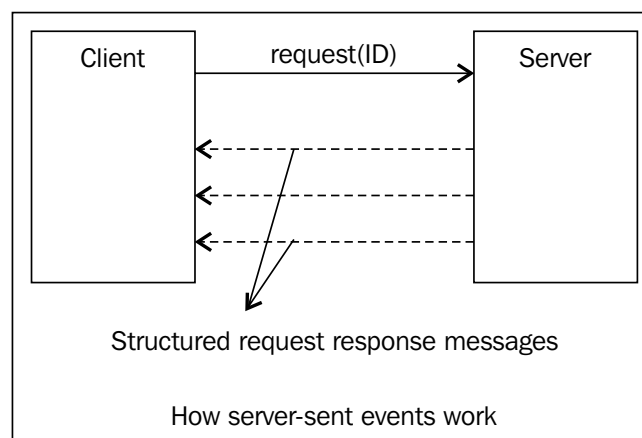 Client
request(ID)
Server
Structured request response messages
How server-sent events work